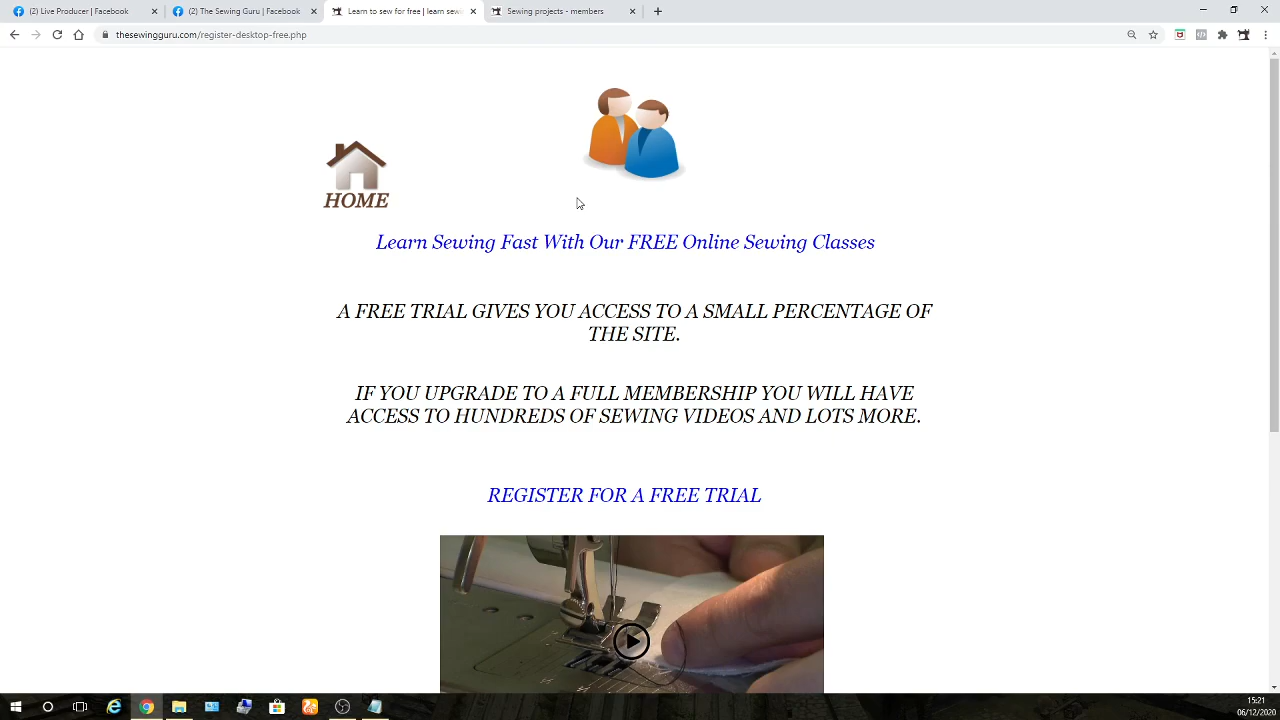 (2) Live Producer | Facebook
(2) The Sewing Guru | Facebook
Learn to sew for free | learn sewi
Sewing projects - members
thesewingguru.com/register-desktop-free.php
HOME
Learn Sewing Fast With Our FREE Online Sewing Classes
A FREE TRIAL GIVES YOU ACCESS TO A SMALL PERCENTAGE OF
THE SITE.
IF YOU UPGRADE TO A FULL MEMBERSHIP YOU WILL HAVE
ACCESS TO HUNDREDS OF SEWING VIDEOS AND LOTS MORE.
REGISTER FOR A FREE TRIAL
15:21
06/12/2020